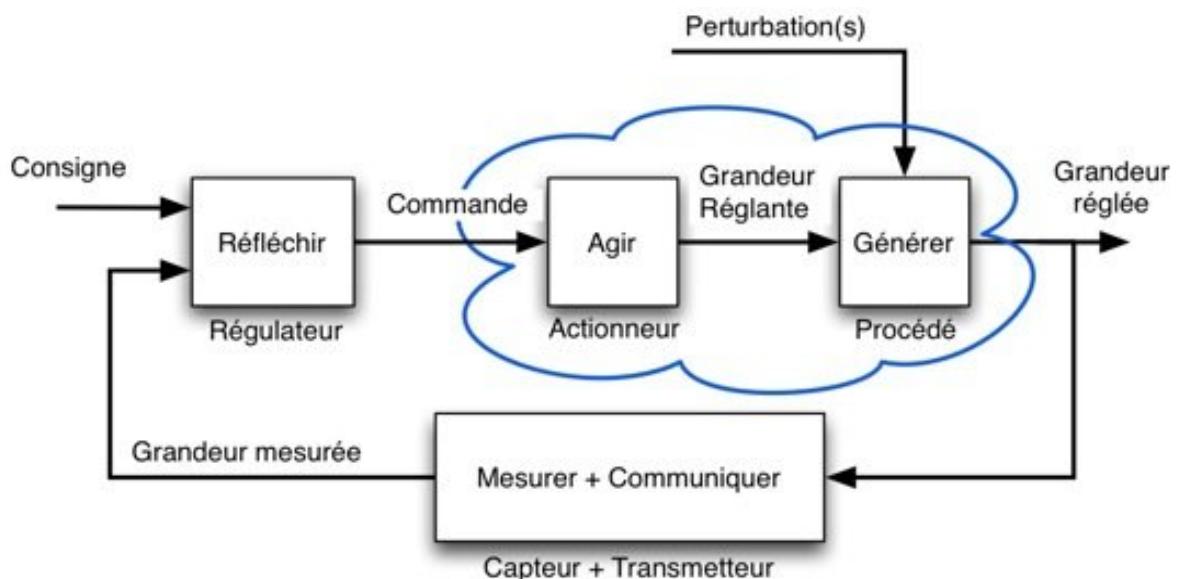 Perturbation(s)
Consigne
Commande
Grandeur
Réglante
Grandeur
réglée
Réfléchir
Agir
Générer
Régulateur
Actionneur
Procédé
Grandeur mesurée
Mesurer + Communiquer
Capteur + Transmetteur